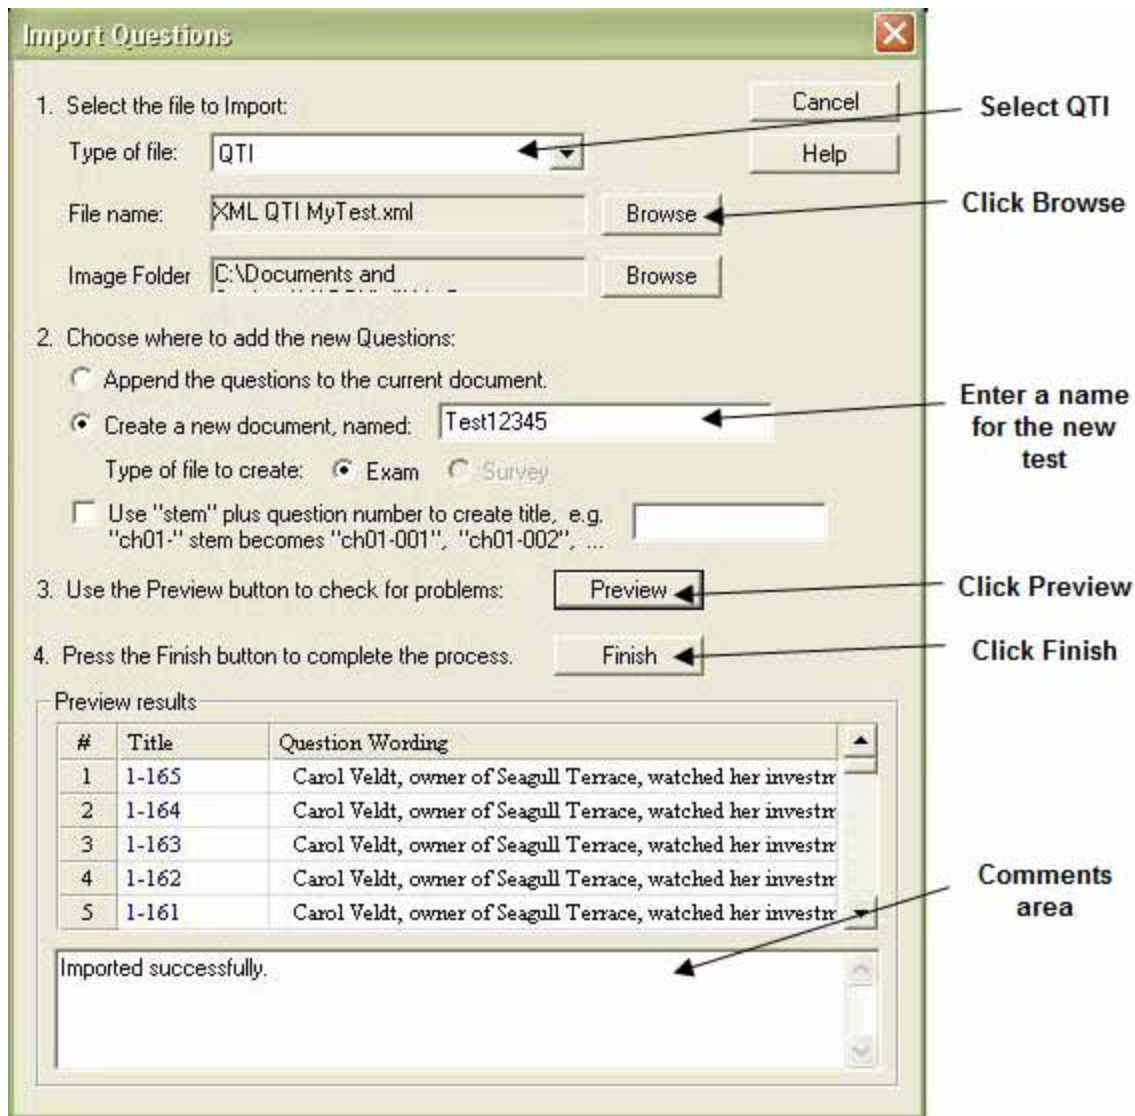 Import Questions
1. Select the file to Import:
Cancel
Select QTI
Type of file:
QTI
Help
File name:
XML QTI MyTest.xml
Browse
Click Browse
Image Folder
C:\Documents and
Browse
2. Choose where to add the new Questions:
Append the questions to the current document.
Create a new document, named:
Test12345
Enter a name
for the new
test
Type of file to create:
Exam
Survey
Use "stem" plus question number to create title, e.g.
"ch01-" stem becomes "ch01-001", "ch01-002", ...
3. Use the Preview button to check for problems:
Preview
Click Preview
4. Press the Finish button to complete the process.
Finish
Click Finish
Preview results
# Title Question Wording
1 1-165 Carol Veldt, owner of Seagull Terrace, watched her investm
2 1-164 Carol Veldt, owner of Seagull Terrace, watched her investm
3 1-163 Carol Veldt, owner of Seagull Terrace, watched her investm
4 1-162 Carol Veldt, owner of Seagull Terrace, watched her investm
5 1-161 Carol Veldt, owner of Seagull Terrace, watched her investm
Comments
area
Imported successfully.